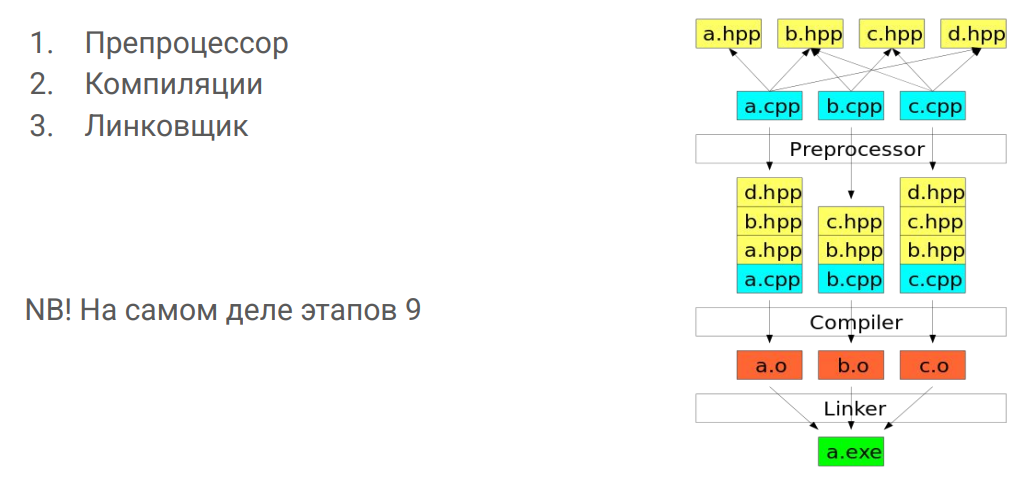 1. Препроцессор
2. Компиляции
3. Линковщик
NB! На самом деле этапов 9
a.hpp b.hpp c.hpp d.hpp
a.cpp b.cpp c.cpp
Preprocessor
d.hpp d.hpp
b.hpp c.hpp c.hpp
a.hpp b.hpp b.hpp
a.cpp b.cpp c.cpp
Compiler
a.o b.o c.o
Linker
a.exe